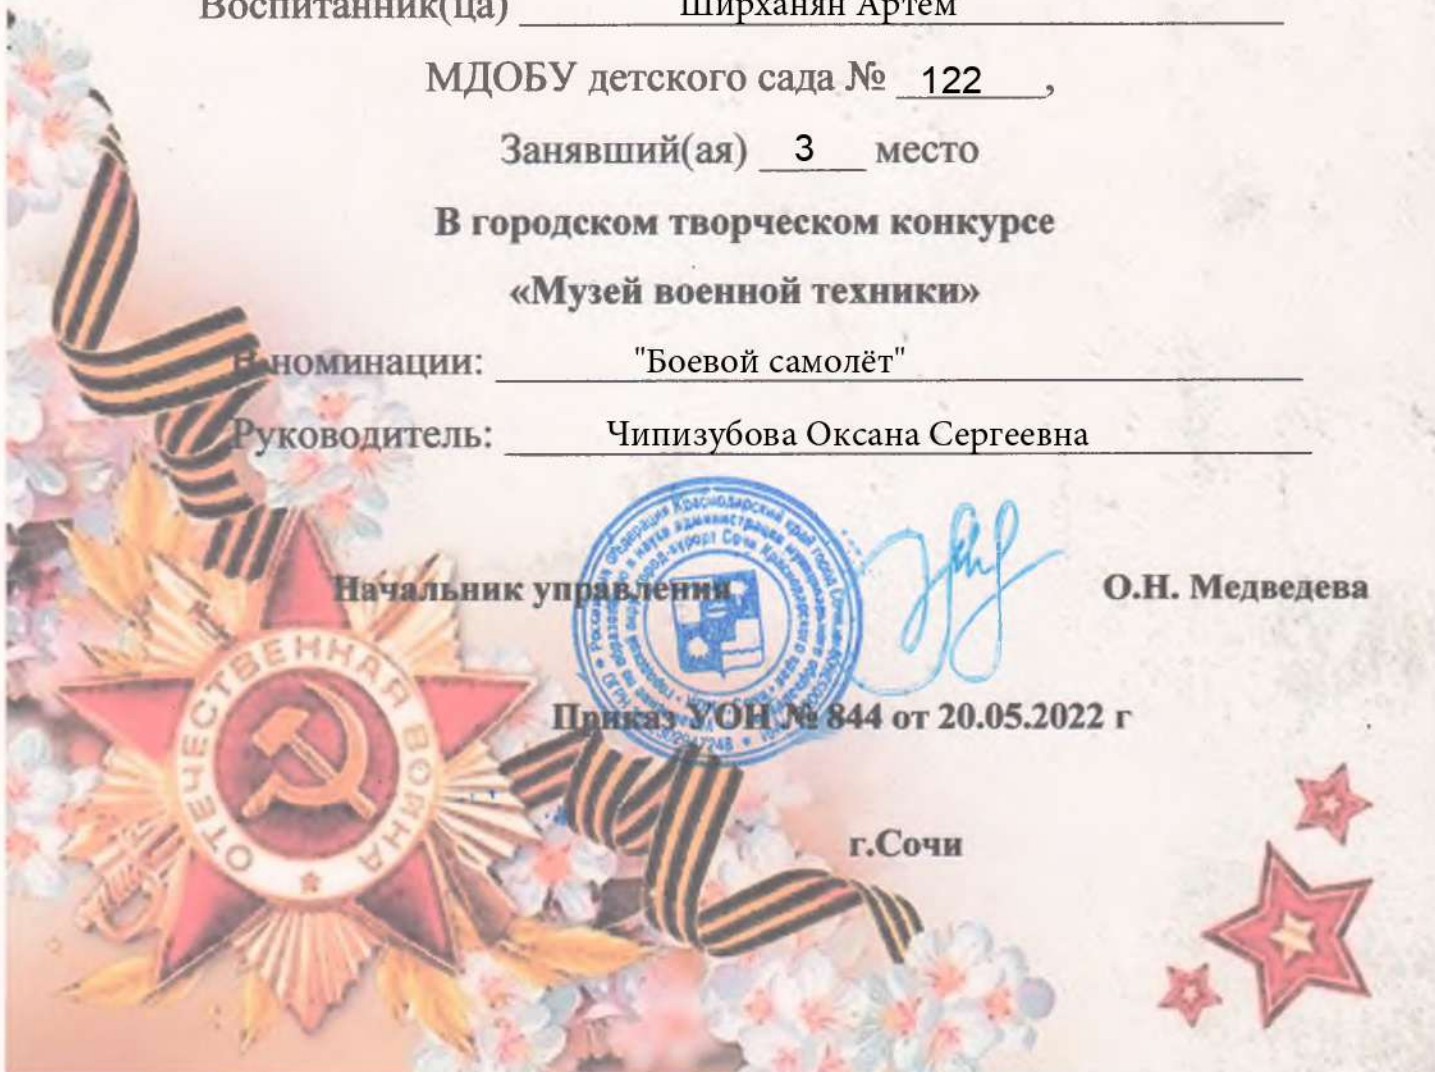 Воспитанник(ца) Ширханян Артём
МДОБУ детского сада № 122,
Занявший(ая) 3 место
В городском творческом конкурсе
«Музей военной техники»
В номинации: "Боевой самолёт"
Руководитель: Чипизубова Оксана Сергеевна
Начальник управления О.Н. Медведева
Приказ УОН № 844 от 20.05.2022 г
г.Сочи
ОТЕЧЕСТВЕННАЯ ВОЙНА